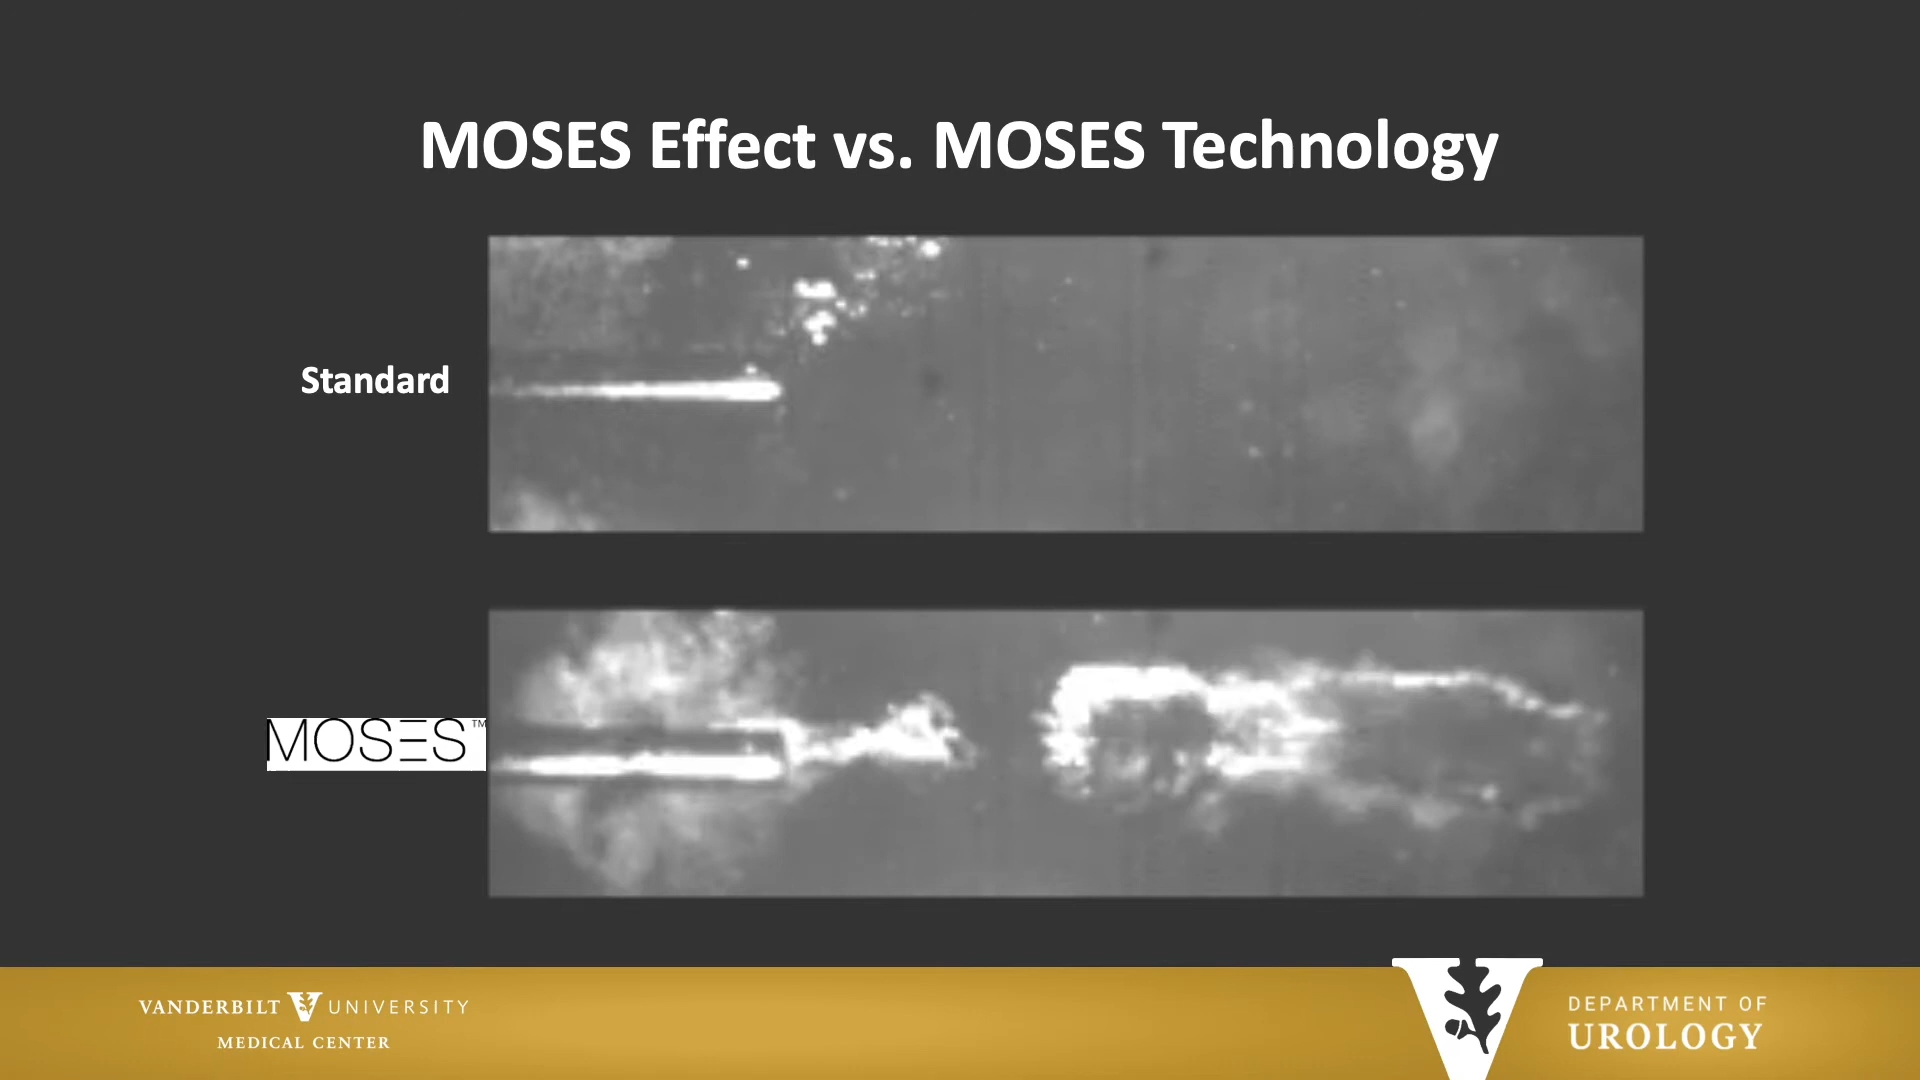 MOSES Effect vs. MOSES Technology
Standard
MOSES™
VANDERBILT V UNIVERSITY
MEDICAL CENTER
V
DEPARTMENT OF
UROLOGY